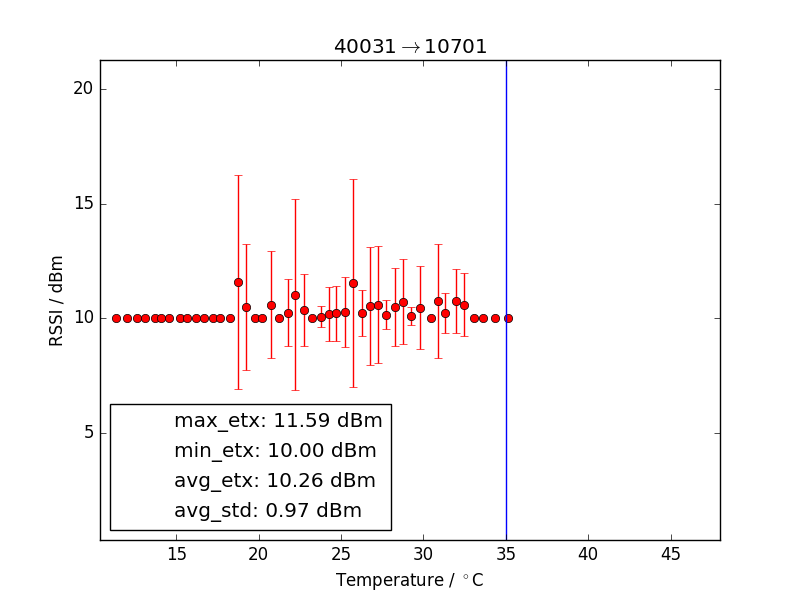 40031→10701
20
15
10
5
RSSI / dBm
max_etx: 11.59 dBm
min_etx: 10.00 dBm
avg_etx: 10.26 dBm
avg_std: 0.97 dBm
15 20 25 30 35 40 45
Temperature / °C